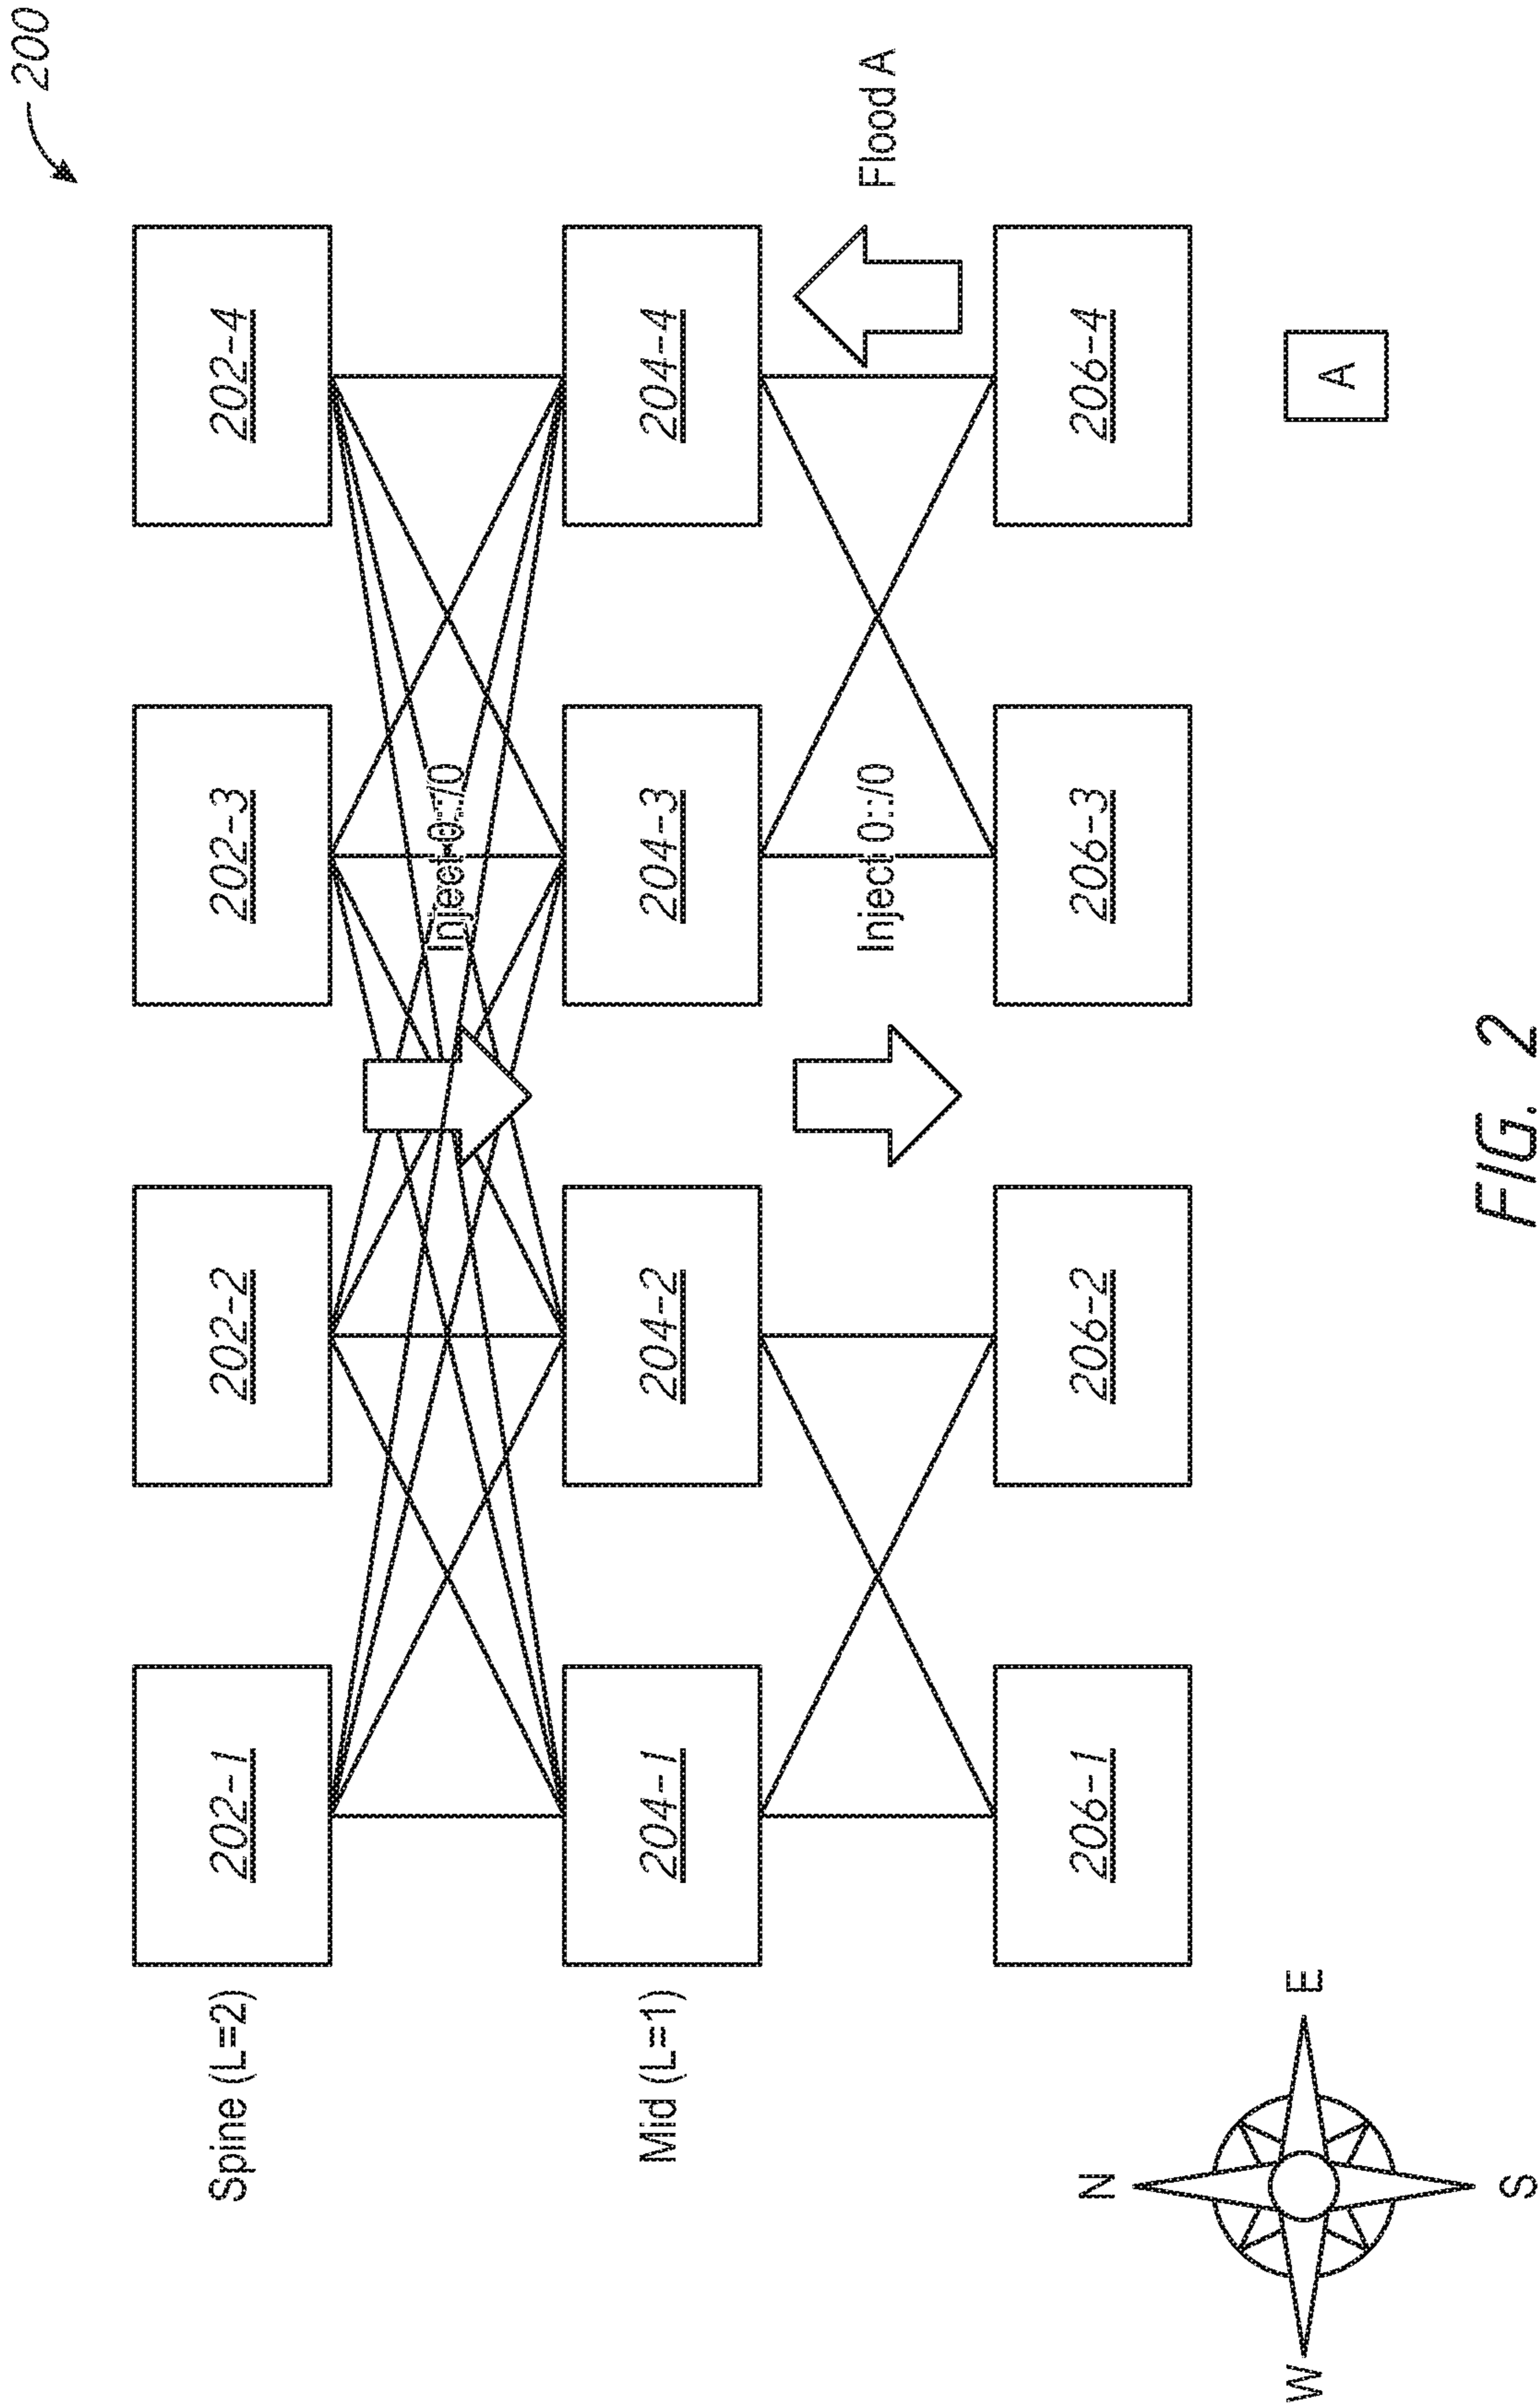 200
Spine (L=2)
202-1
202-2
202-3
202-4
Inject 0::/0
Mid (L=1)
204-1
204-2
204-3
204-4
Inject 0::/0
Flood A
206-1
206-2
206-3
206-4
A
N
W
E
S
FIG. 2